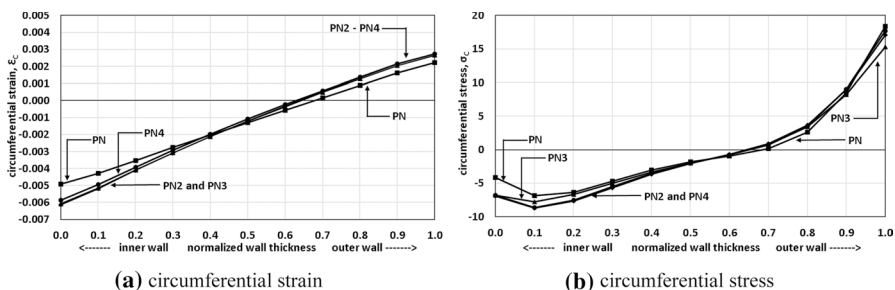 circumferential strain, ε_C
0.005
0.004
0.003
0.002
0.001
0.000
-0.001
-0.002
-0.003
-0.004
-0.005
-0.006
-0.007
PN2 - PN4
PN
PN
PN4
PN2 and PN3
0.0 0.1 0.2 0.3 0.4 0.5 0.6 0.7 0.8 0.9 1.0
<------- inner wall normalized wall thickness outer wall ------->
(a) circumferential strain
circumferential stress, σ_C
20
15
10
5
0
-5
-10
PN3
PN
PN
PN3
PN2 and PN4
0.0 0.1 0.2 0.3 0.4 0.5 0.6 0.7 0.8 0.9 1.0
<------- inner wall normalized wall thickness outer wall ------->
(b) circumferential stress